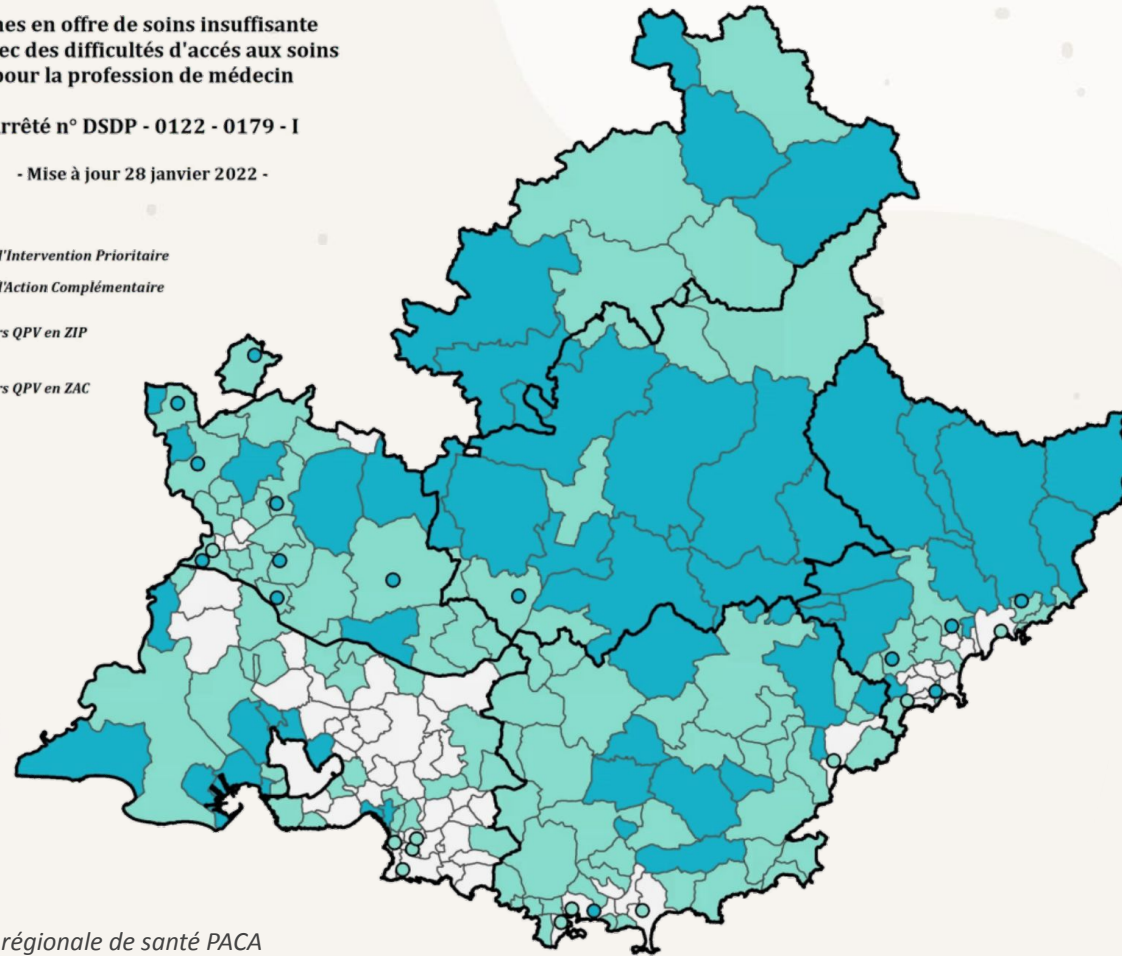 nes en offre de soins insuffisante
ec des difficultés d'accés aux soins
pour la profession de médecin
rrêté n° DSDP - 0122 - 0179 - I
- Mise à jour 28 janvier 2022 -
l'Intervention Prioritaire
l'Action Complémentaire
rs QPV en ZIP
rs QPV en ZAC
régionale de santé PACA